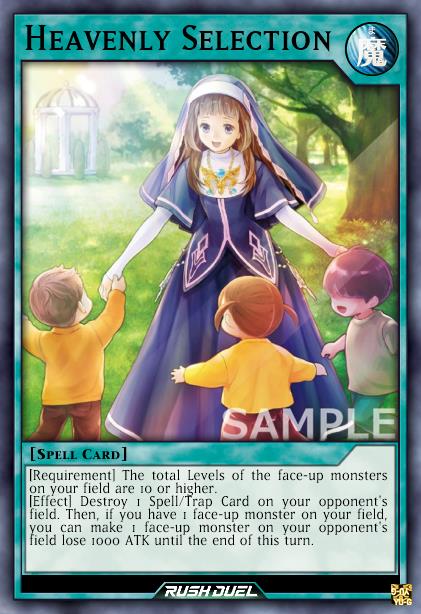 Heavenly Selection
ま
魔
SAMPLE
[Spell Card]
[Requirement] The total Levels of the face-up monsters
on your field are 10 or higher.
[Effect] Destroy 1 Spell/Trap Card on your opponent's
field. Then, if you have 1 face-up monster on your field,
you can make 1 face-up monster on your opponent's
field lose 1000 ATK until the end of this turn.
RUSH DUEL